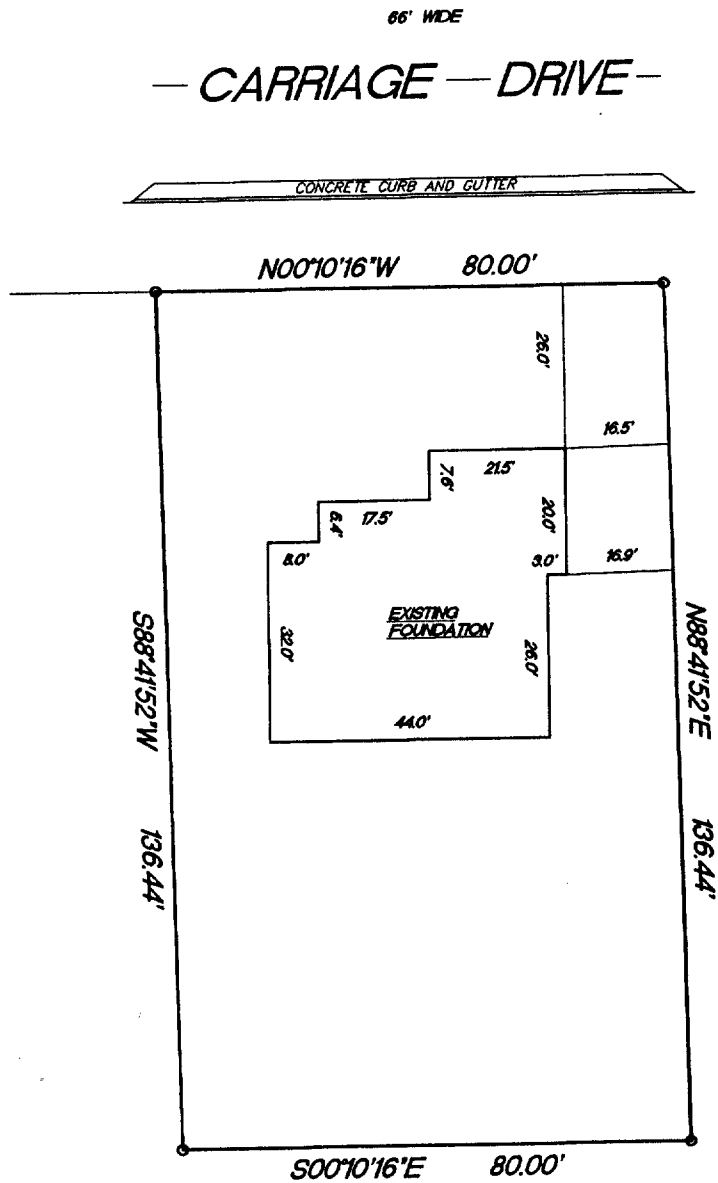 66' WIDE
— CARRIAGE — DRIVE —
CONCRETE CURB AND GUTTER
N00°10'16"W 80.00'
26.0'
16.5'
21.5'
7.6'
20.0'
17.5'
6.4'
8.0'
3.0'
16.9'
EXISTING
FOUNDATION
32.0'
26.0'
44.0'
S88°41'52"W 136.44'
N88°41'52"E 136.44'
S00°10'16"E 80.00'